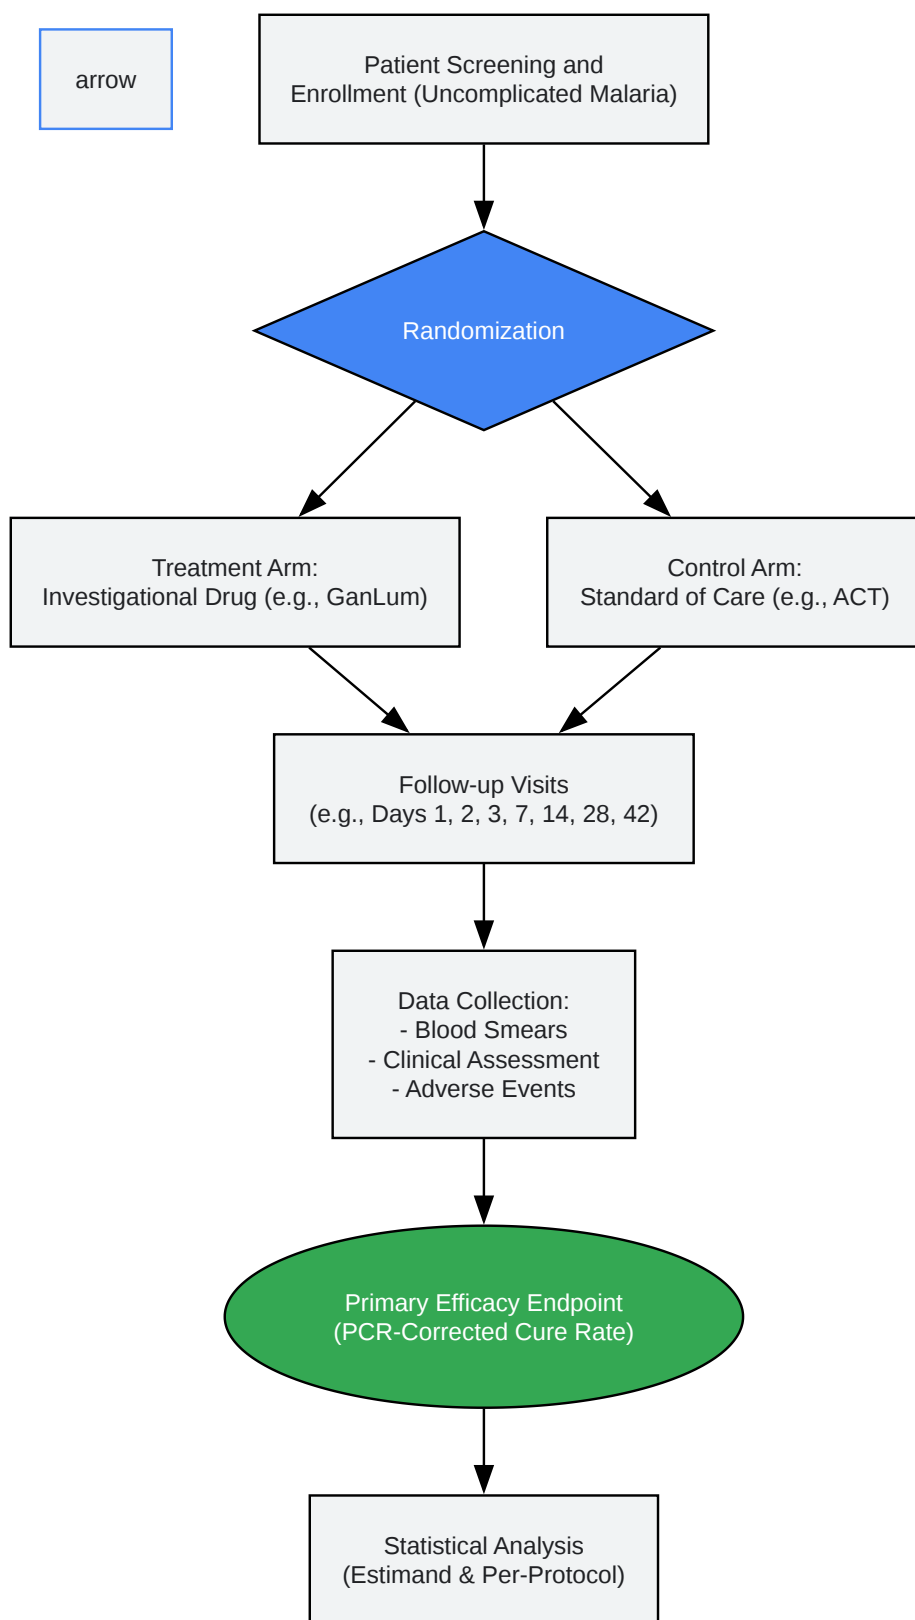 arrow
Patient Screening and
Enrollment (Uncomplicated Malaria)
Randomization
Treatment Arm:
Investigational Drug (e.g., GanLum)
Control Arm:
Standard of Care (e.g., ACT)
Follow-up Visits
(e.g., Days 1, 2, 3, 7, 14, 28, 42)
Data Collection:
- Blood Smears
- Clinical Assessment
- Adverse Events
Primary Efficacy Endpoint
(PCR-Corrected Cure Rate)
Statistical Analysis
(Estimand & Per-Protocol)